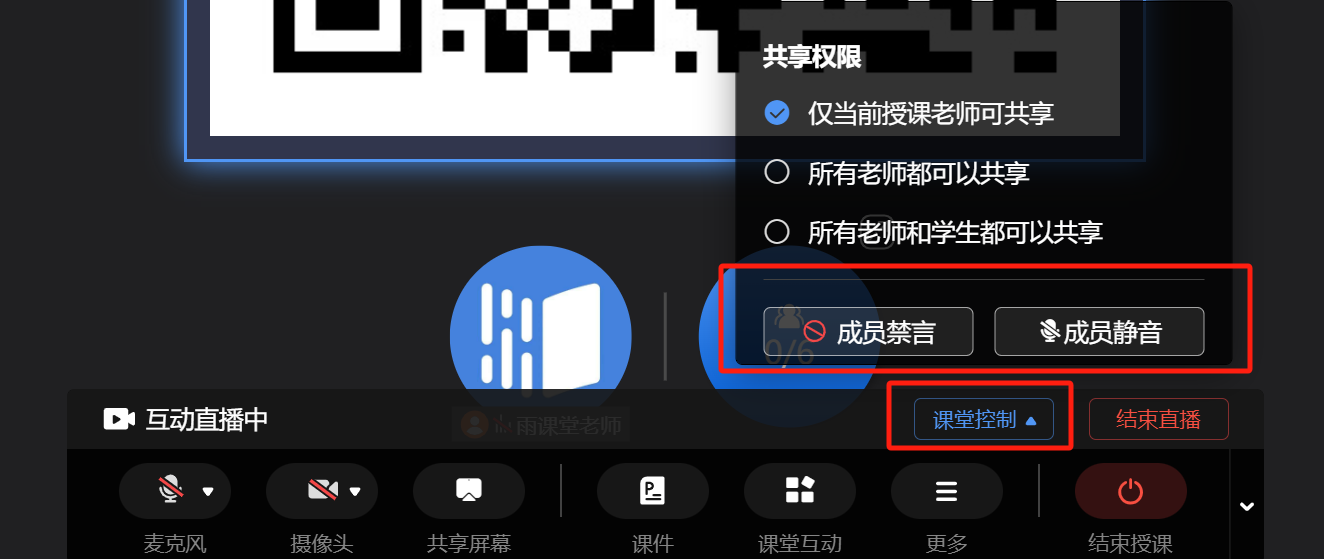 共享权限
仅当前授课老师可共享
所有老师都可以共享
所有老师和学生都可以共享
成员禁言 成员静音
0/6
雨课堂老师
互动直播中 课堂控制 结束直播
麦克风 摄像头 共享屏幕 课件 课堂互动 更多 结束授课